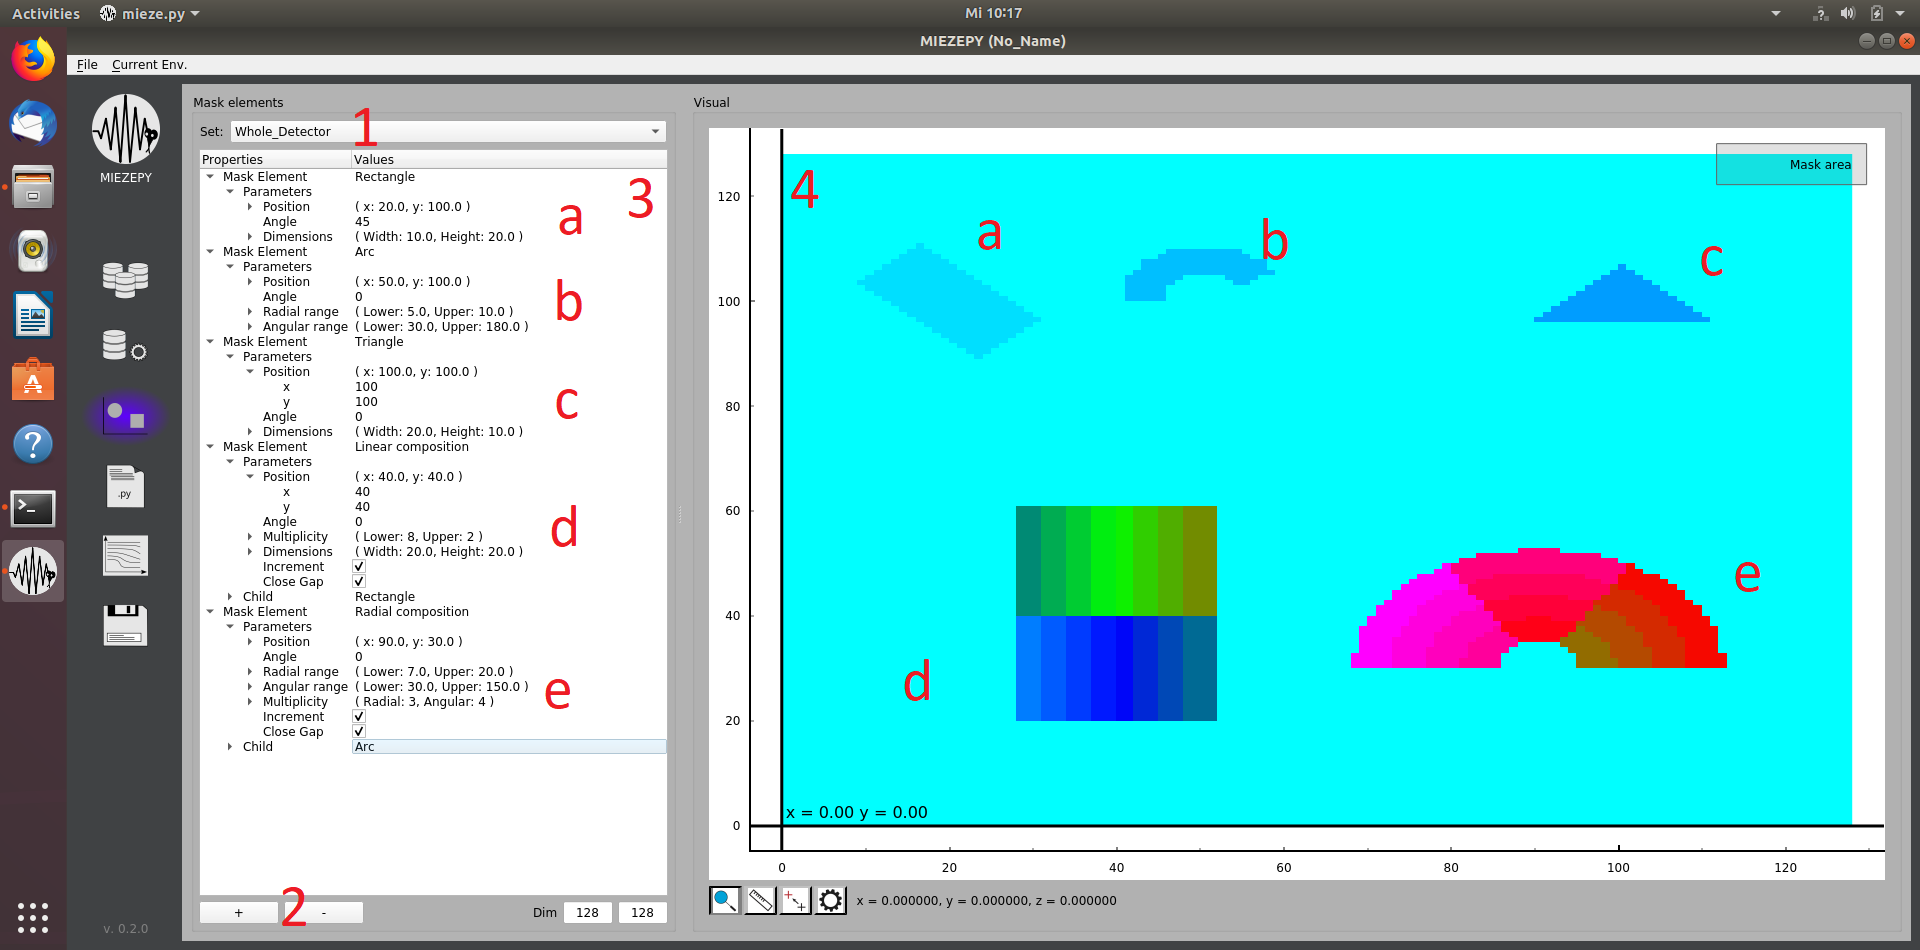 Activities mieze.py Mi 10:17
MIEZEPY (No_Name)
File Current Env.
MIEZEPY
v. 0.2.0
Mask elements
Set: Whole_Detector 1
Properties Values
3
Mask Element Rectangle
Parameters
Position ( x: 20.0, y: 100.0 )
Angle 45
Dimensions ( Width: 10.0, Height: 20.0 )
a
Mask Element Arc
Parameters
Position ( x: 50.0, y: 100.0 )
Angle 0
Radial range ( Lower: 5.0, Upper: 10.0 )
Angular range ( Lower: 30.0, Upper: 180.0 )
b
Mask Element Triangle
Parameters
Position ( x: 100.0, y: 100.0 )
x 100
y 100
Angle 0
Dimensions ( Width: 20.0, Height: 10.0 )
c
Mask Element Linear composition
Parameters
Position ( x: 40.0, y: 40.0 )
x 40
y 40
Angle 0
Multiplicity ( Lower: 8, Upper: 2 )
Dimensions ( Width: 20.0, Height: 20.0 )
Increment
Close Gap
Child Rectangle
d
Mask Element Radial composition
Parameters
Position ( x: 90.0, y: 30.0 )
Angle 0
Radial range ( Lower: 7.0, Upper: 20.0 )
Angular range ( Lower: 30.0, Upper: 150.0 )
Multiplicity ( Radial: 3, Angular: 4 )
Increment
Close Gap
Child Arc
e
+ 2 - Dim 128 128
Visual
Mask area
4
a b c
d e
120
100
80
60
40
20
0
x = 0.00 y = 0.00
0 20 40 60 80 100 120
x = 0.000000, y = 0.000000, z = 0.000000
.py
A
?